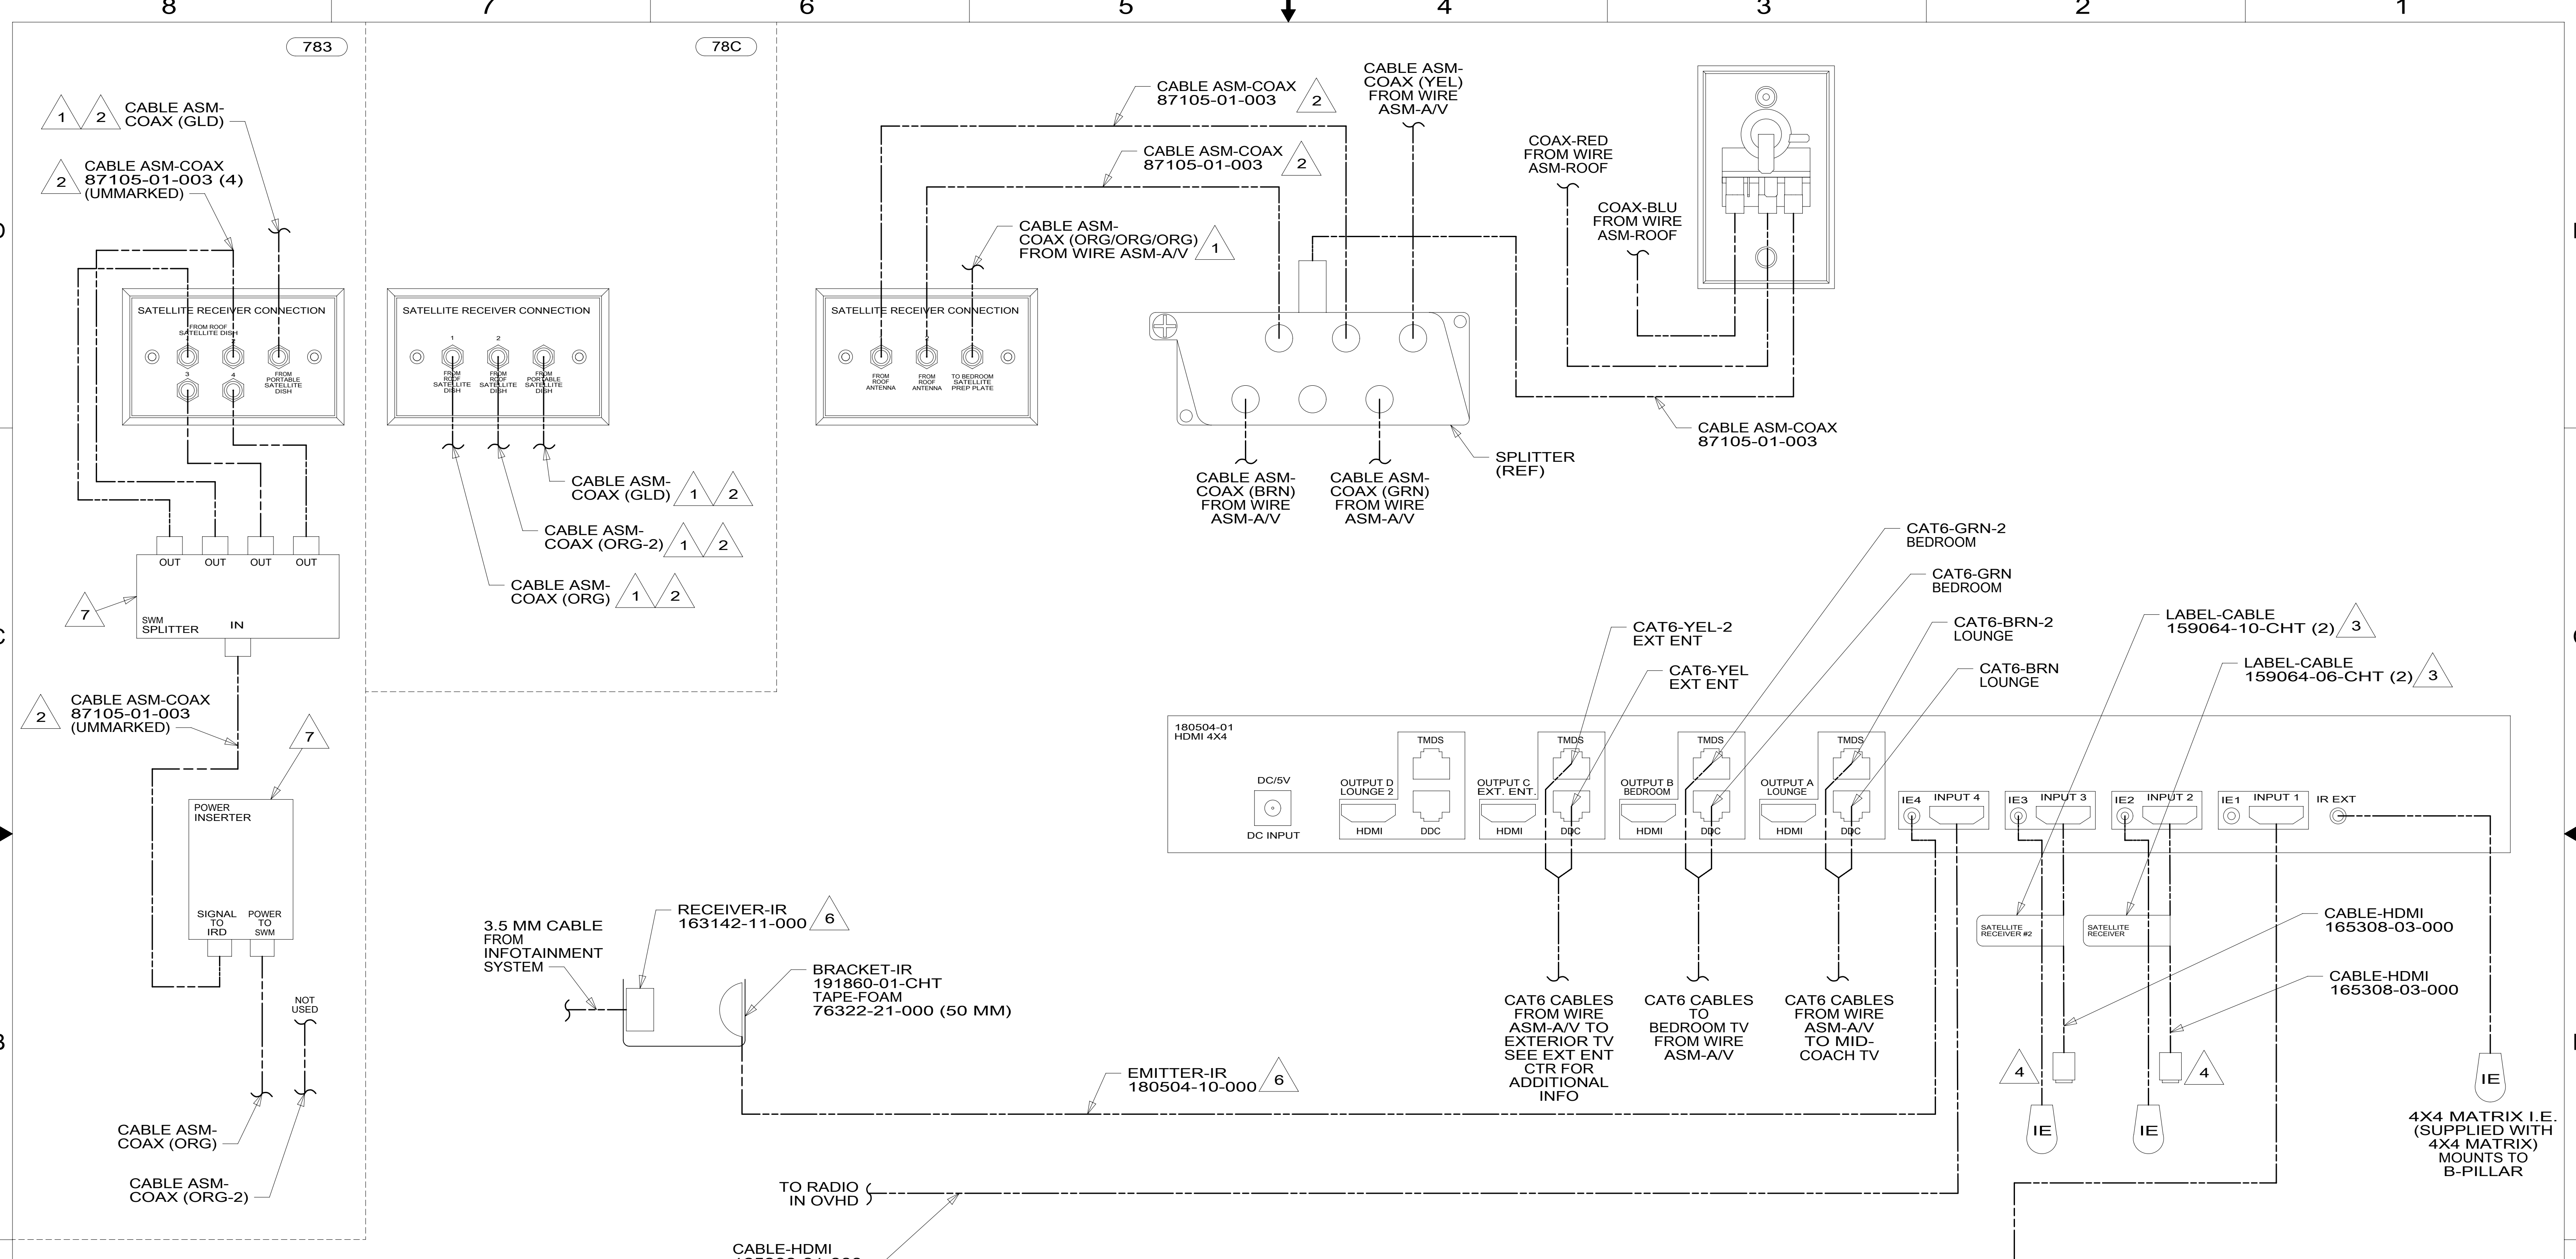 8
7
6
5
4
3
2
1
783
1
2
CABLE ASM-
COAX (GLD)
2
CABLE ASM-COAX
87105-01-003 (4)
(UMMARKED)
SATELLITE RECEIVER CONNECTION
FROM ROOF
SATELLITE DISH
3
4
FROM
PORTABLE
SATELLITE
DISH
OUT
OUT
OUT
OUT
7
SWM
SPLITTER
IN
2
CABLE ASM-COAX
87105-01-003
(UMMARKED)
7
POWER
INSERTER
SIGNAL
TO
IRD
POWER
TO
SWM
NOT
USED
CABLE ASM-
COAX (ORG)
CABLE ASM-
COAX (ORG-2)
78C
SATELLITE RECEIVER CONNECTION
1
2
FROM
ROOF
SATELLITE
DISH
FROM
ROOF
SATELLITE
DISH
FROM
PORTABLE
SATELLITE
DISH
CABLE ASM-
COAX (GLD)
1
2
CABLE ASM-
COAX (ORG-2)
1
2
CABLE ASM-
COAX (ORG)
1
2
CABLE ASM-COAX
87105-01-003
2
CABLE ASM-COAX
87105-01-003
2
CABLE ASM-
COAX (ORG/ORG/ORG)
FROM WIRE ASM-A/V
1
SATELLITE RECEIVER CONNECTION
FROM
ROOF
ANTENNA
FROM
ROOF
ANTENNA
TO BEDROOM
SATELLITE
PREP PLATE
CABLE ASM-
COAX (YEL)
FROM WIRE
ASM-A/V
COAX-RED
FROM WIRE
ASM-ROOF
COAX-BLU
FROM WIRE
ASM-ROOF
CABLE ASM-COAX
87105-01-003
SPLITTER
(REF)
CABLE ASM-
COAX (BRN)
FROM WIRE
ASM-A/V
CABLE ASM-
COAX (GRN)
FROM WIRE
ASM-A/V
CAT6-GRN-2
BEDROOM
CAT6-GRN
BEDROOM
CAT6-YEL-2
EXT ENT
CAT6-YEL
EXT ENT
CAT6-BRN-2
LOUNGE
CAT6-BRN
LOUNGE
LABEL-CABLE
159064-10-CHT (2)
3
LABEL-CABLE
159064-06-CHT (2)
3
180504-01
HDMI 4X4
DC/5V
DC INPUT
OUTPUT D
LOUNGE 2
HDMI
TMDS
DDC
OUTPUT C
EXT. ENT.
HDMI
TMDS
DDC
OUTPUT B
BEDROOM
HDMI
TMDS
DDC
OUTPUT A
LOUNGE
HDMI
TMDS
DDC
IE4
INPUT 4
IE3
INPUT 3
IE2
INPUT 2
IE1
INPUT 1
IR EXT
SATELLITE
RECEIVER #2
SATELLITE
RECEIVER
CABLE-HDMI
165308-03-000
CABLE-HDMI
165308-03-000
3.5 MM CABLE
FROM
INFOTAINMENT
SYSTEM
RECEIVER-IR
163142-11-000
6
BRACKET-IR
191860-01-CHT
TAPE-FOAM
76322-21-000 (50 MM)
EMITTER-IR
180504-10-000
6
CAT6 CABLES
FROM WIRE
ASM-A/V TO
EXTERIOR TV
SEE EXT ENT
CTR FOR
ADDITIONAL
INFO
CAT6 CABLES
TO
BEDROOM TV
FROM WIRE
ASM-A/V
CAT6 CABLES
FROM WIRE
ASM-A/V
TO MID-
COACH TV
4
4
IE
IE
IE
4X4 MATRIX I.E.
(SUPPLIED WITH
4X4 MATRIX)
MOUNTS TO
B-PILLAR
TO RADIO
IN OVHD
CABLE-HDMI